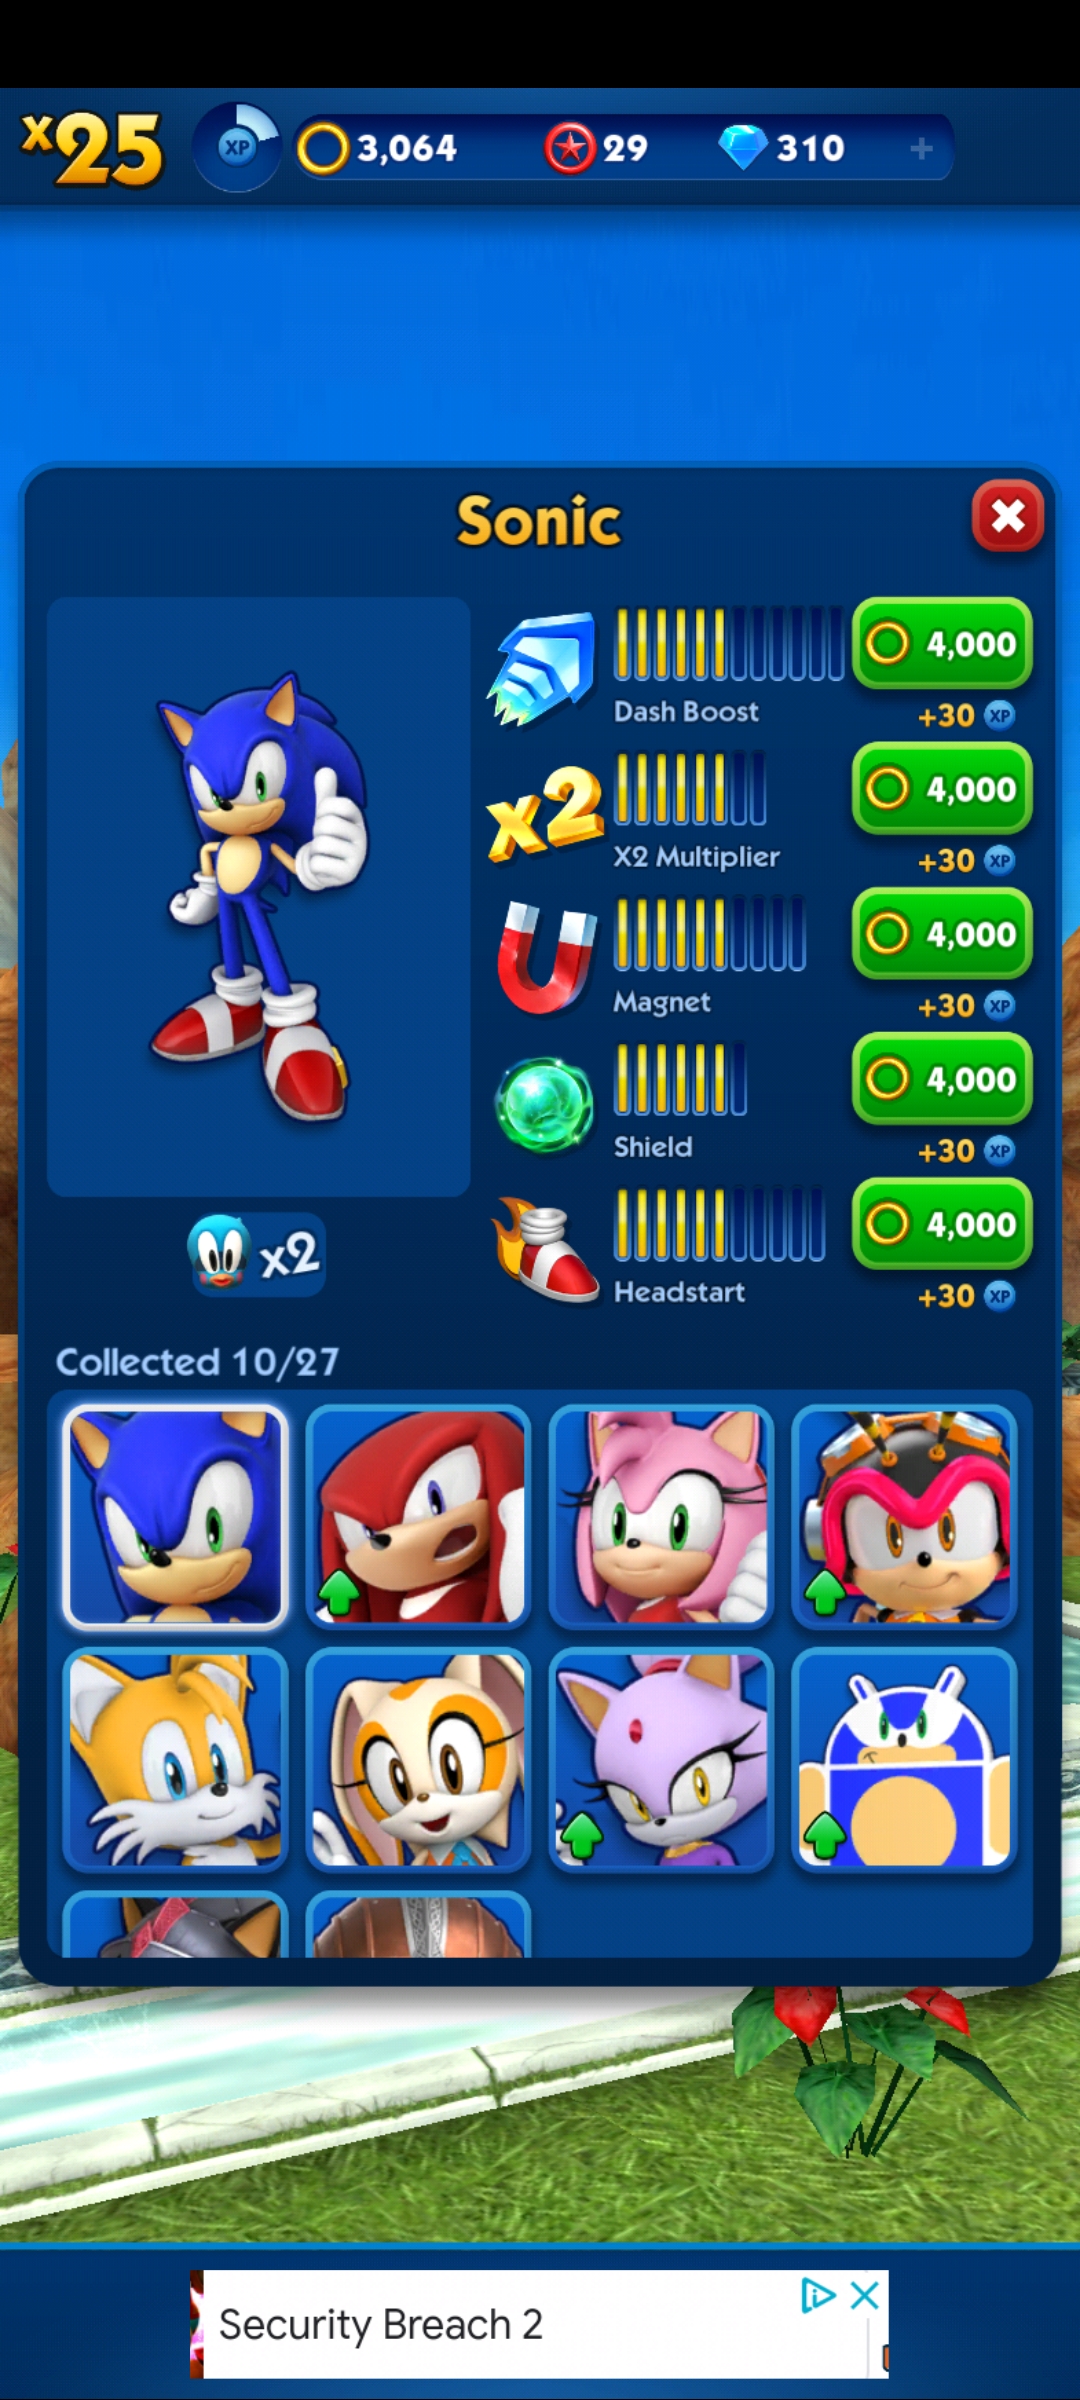 x25
XP
3,064
29
310
+
Sonic
4,000
Dash Boost
+30 XP
x2
4,000
X2 Multiplier
+30 XP
4,000
Magnet
+30 XP
4,000
Shield
+30 XP
x2
4,000
Headstart
+30 XP
Collected 10/27
Security Breach 2